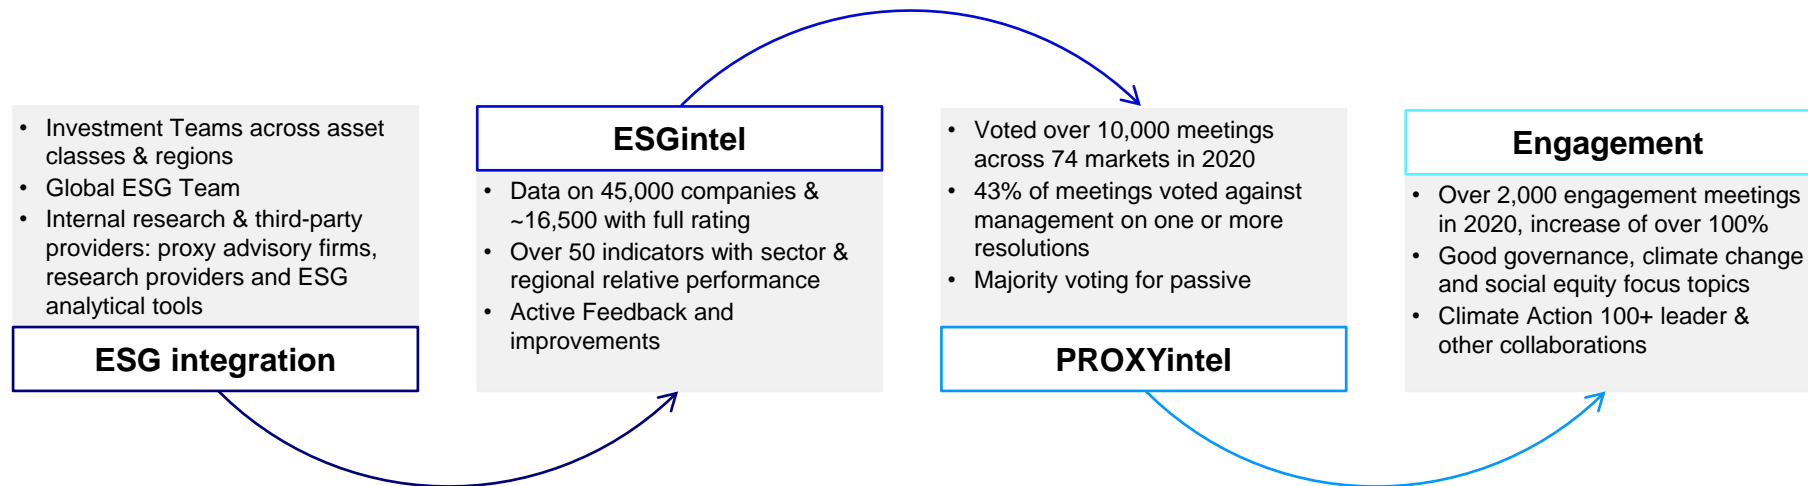 • Investment Teams across asset
classes & regions
• Global ESG Team
• Internal research & third-party
providers: proxy advisory firms,
research providers and ESG
analytical tools
ESG integration
ESGintel
• Data on 45,000 companies &
~16,500 with full rating
• Over 50 indicators with sector &
regional relative performance
• Active Feedback and
improvements
• Voted over 10,000 meetings
across 74 markets in 2020
• 43% of meetings voted against
management on one or more
resolutions
• Majority voting for passive
PROXYintel
Engagement
• Over 2,000 engagement meetings
in 2020, increase of over 100%
• Good governance, climate change
and social equity focus topics
• Climate Action 100+ leader &
other collaborations